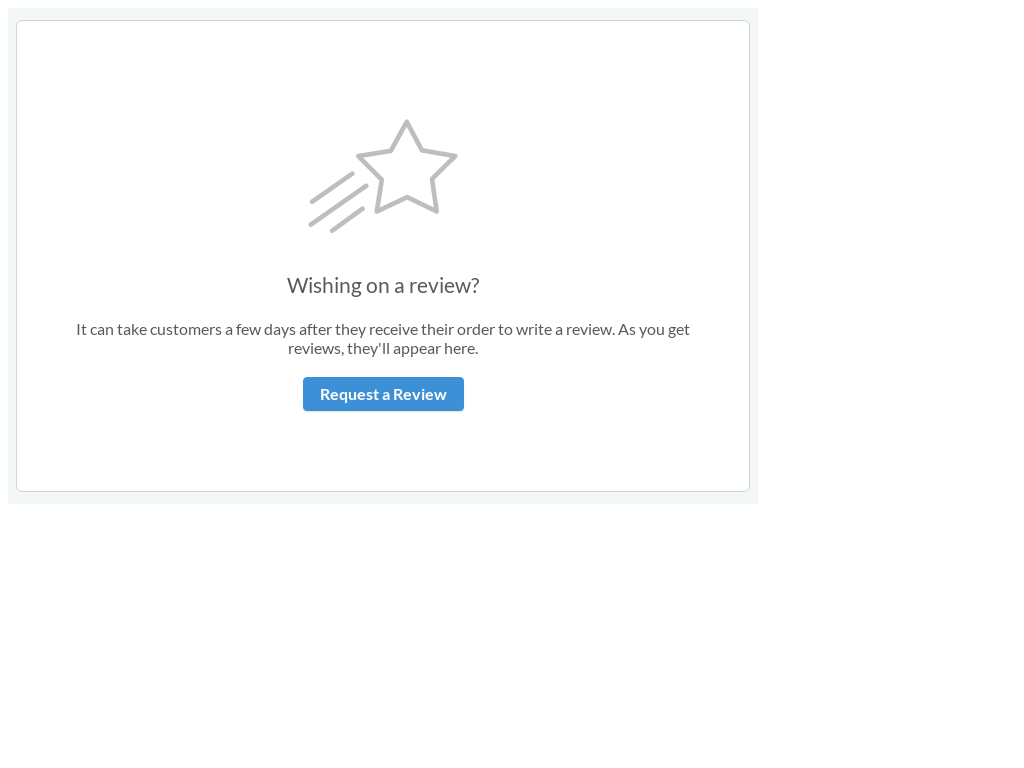 Wishing on a review?
It can take customers a few days after they receive their order to write a review. As you get
reviews, they'll appear here.
Request a Review